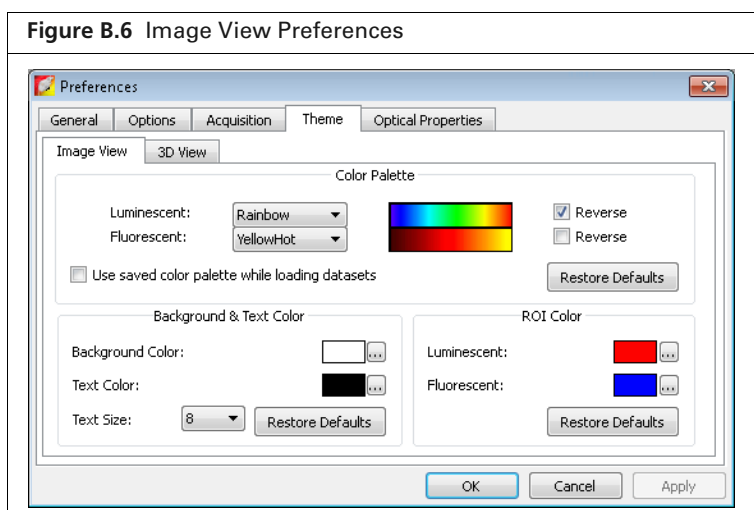 Figure B.6 Image View Preferences
Preferences
General Options Acquisition Theme Optical Properties
Image View 3D View
Color Palette
Luminescent: Rainbow Reverse
Fluorescent: YellowHot Reverse
Use saved color palette while loading datasets Restore Defaults
Background & Text Color ROI Color
Background Color: ... Luminescent: ...
Text Color: ... Fluorescent: ...
Text Size: 8 Restore Defaults Restore Defaults
OK Cancel Apply